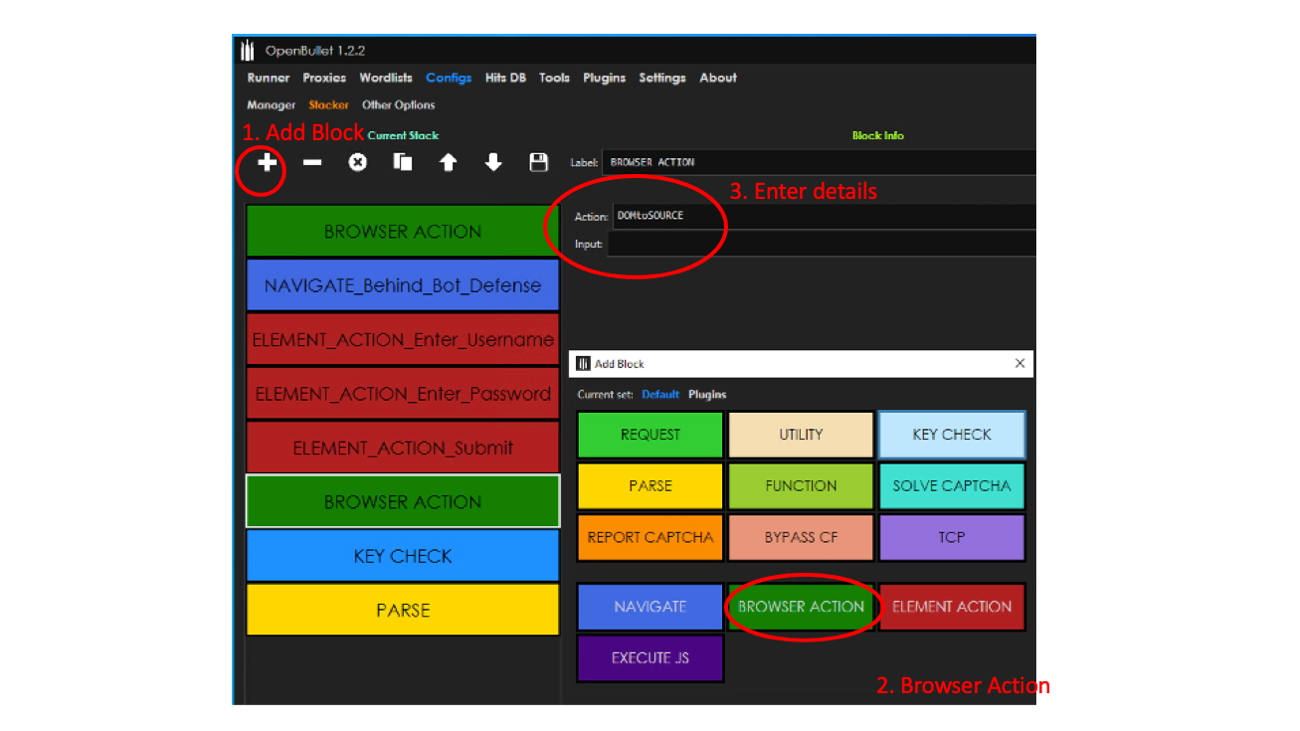 OpenBullet 1.2.2
Runner Proxies Wordlists Configs Hits DB Tools Plugins Settings About
Manager Stacker Other Options
1. Add Block Current Stack Block Info
Label: BROWSER ACTION
3. Enter details
Action: DOMtoSOURCE
Input:
BROWSER ACTION
NAVIGATE_Behind_Bot_Defense
ELEMENT_ACTION_Enter_Username
ELEMENT_ACTION_Enter_Password
ELEMENT_ACTION_Submit
BROWSER ACTION
KEY CHECK
PARSE
Add Block
Current set: Default Plugins
REQUEST UTILITY KEY CHECK
PARSE FUNCTION SOLVE CAPTCHA
REPORT CAPTCHA BYPASS CF TCP
NAVIGATE BROWSER ACTION ELEMENT ACTION
EXECUTE JS
2. Browser Action